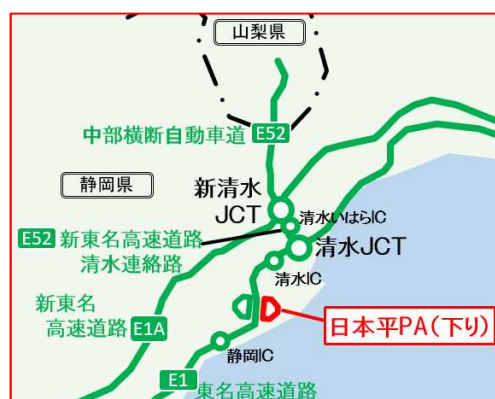 山梨県
中部横断自動車道 E52
静岡県
新清水
JCT
清水いはらIC
E52 新東名高速道路
清水連絡路
清水JCT
清水IC
新東名
高速道路 E1A
日本平PA(下り)
静岡IC
E1
東名高速道路